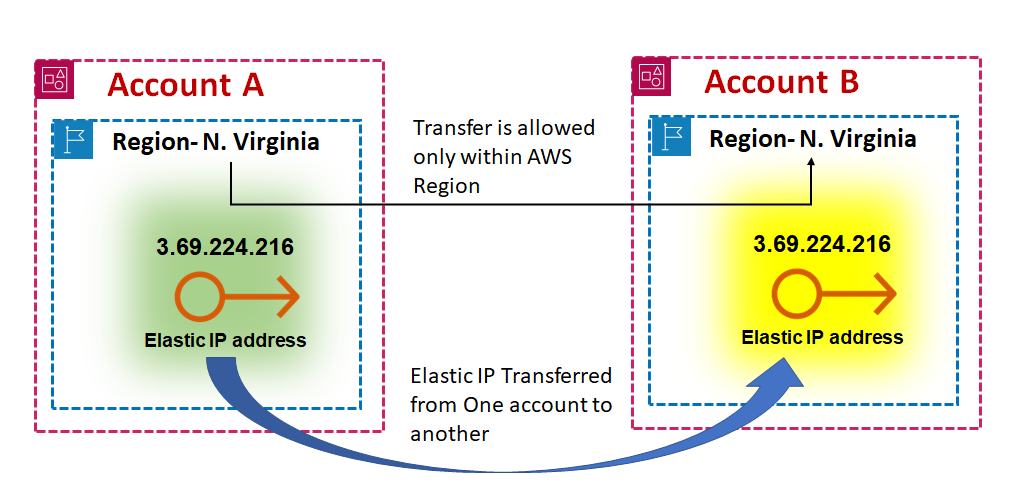 Account A
Region- N. Virginia
3.69.224.216
Elastic IP address
Transfer is allowed
only within AWS
Region
Elastic IP Transferred
from One account to
another
Account B
Region- N. Virginia
3.69.224.216
Elastic IP address